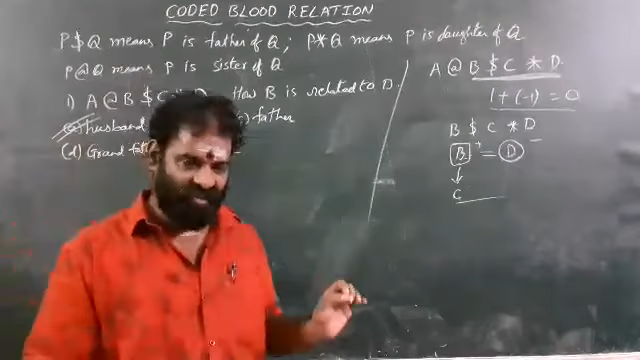 CODED BLOOD RELATION
P$Q means P is father of Q; P*Q means P is daughter of Q
P@Q means P is sister of Q
1) A@B$C*D. How B is related to D.
(a) husband father
(d) Grand
A@B$C*D.
1+(-1)=0
B $ C * D
B + = D -
C